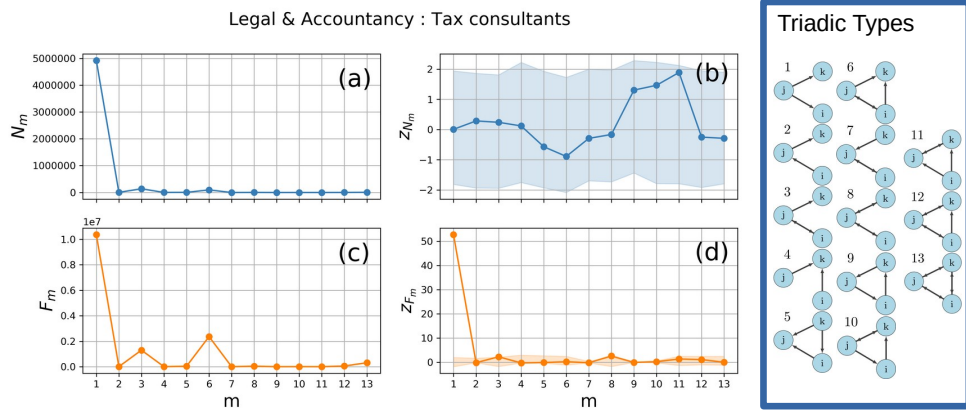 Legal & Accountancy : Tax consultants
(a)
N_m
5000000
4000000
3000000
2000000
1000000
0
(b)
z_{N_m}
2
1
0
−1
−2
1e7
(c)
F_m
1.0
0.8
0.6
0.4
0.2
0.0
1 2 3 4 5 6 7 8 9 10 11 12 13
m
(d)
z_{F_m}
50
40
30
20
10
0
1 2 3 4 5 6 7 8 9 10 11 12 13
m
Triadic Types
1
j
k
i
2
j
k
i
3
j
k
i
4
j
k
i
5
j
k
i
6
j
k
i
7
j
k
i
8
j
k
i
9
j
k
i
10
j
k
i
11
j
k
i
12
j
k
i
13
j
k
i